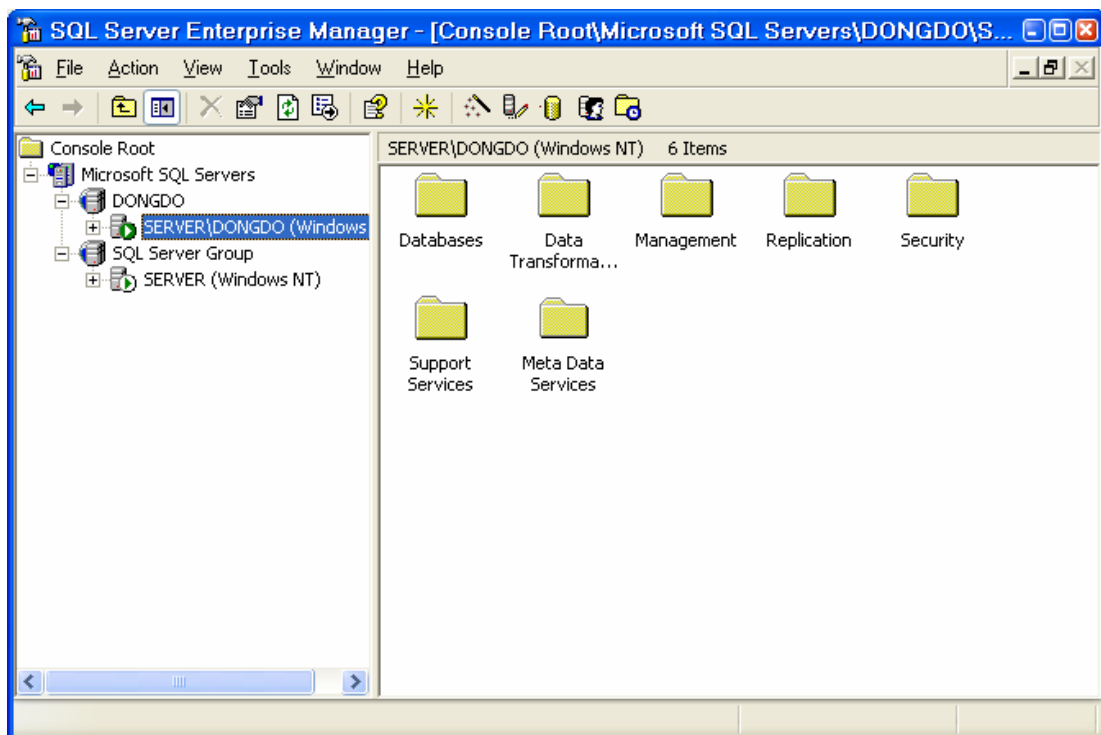 SQL Server Enterprise Manager - [Console Root\Microsoft SQL Servers\DONGDO\S...
File Action View Tools Window Help
Console Root
Microsoft SQL Servers
DONGDO
SERVER\DONGDO (Windows
SQL Server Group
SERVER (Windows NT)
SERVER\DONGDO (Windows NT) 6 Items
Databases
Data
Transforma...
Management
Replication
Security
Support
Services
Meta Data
Services